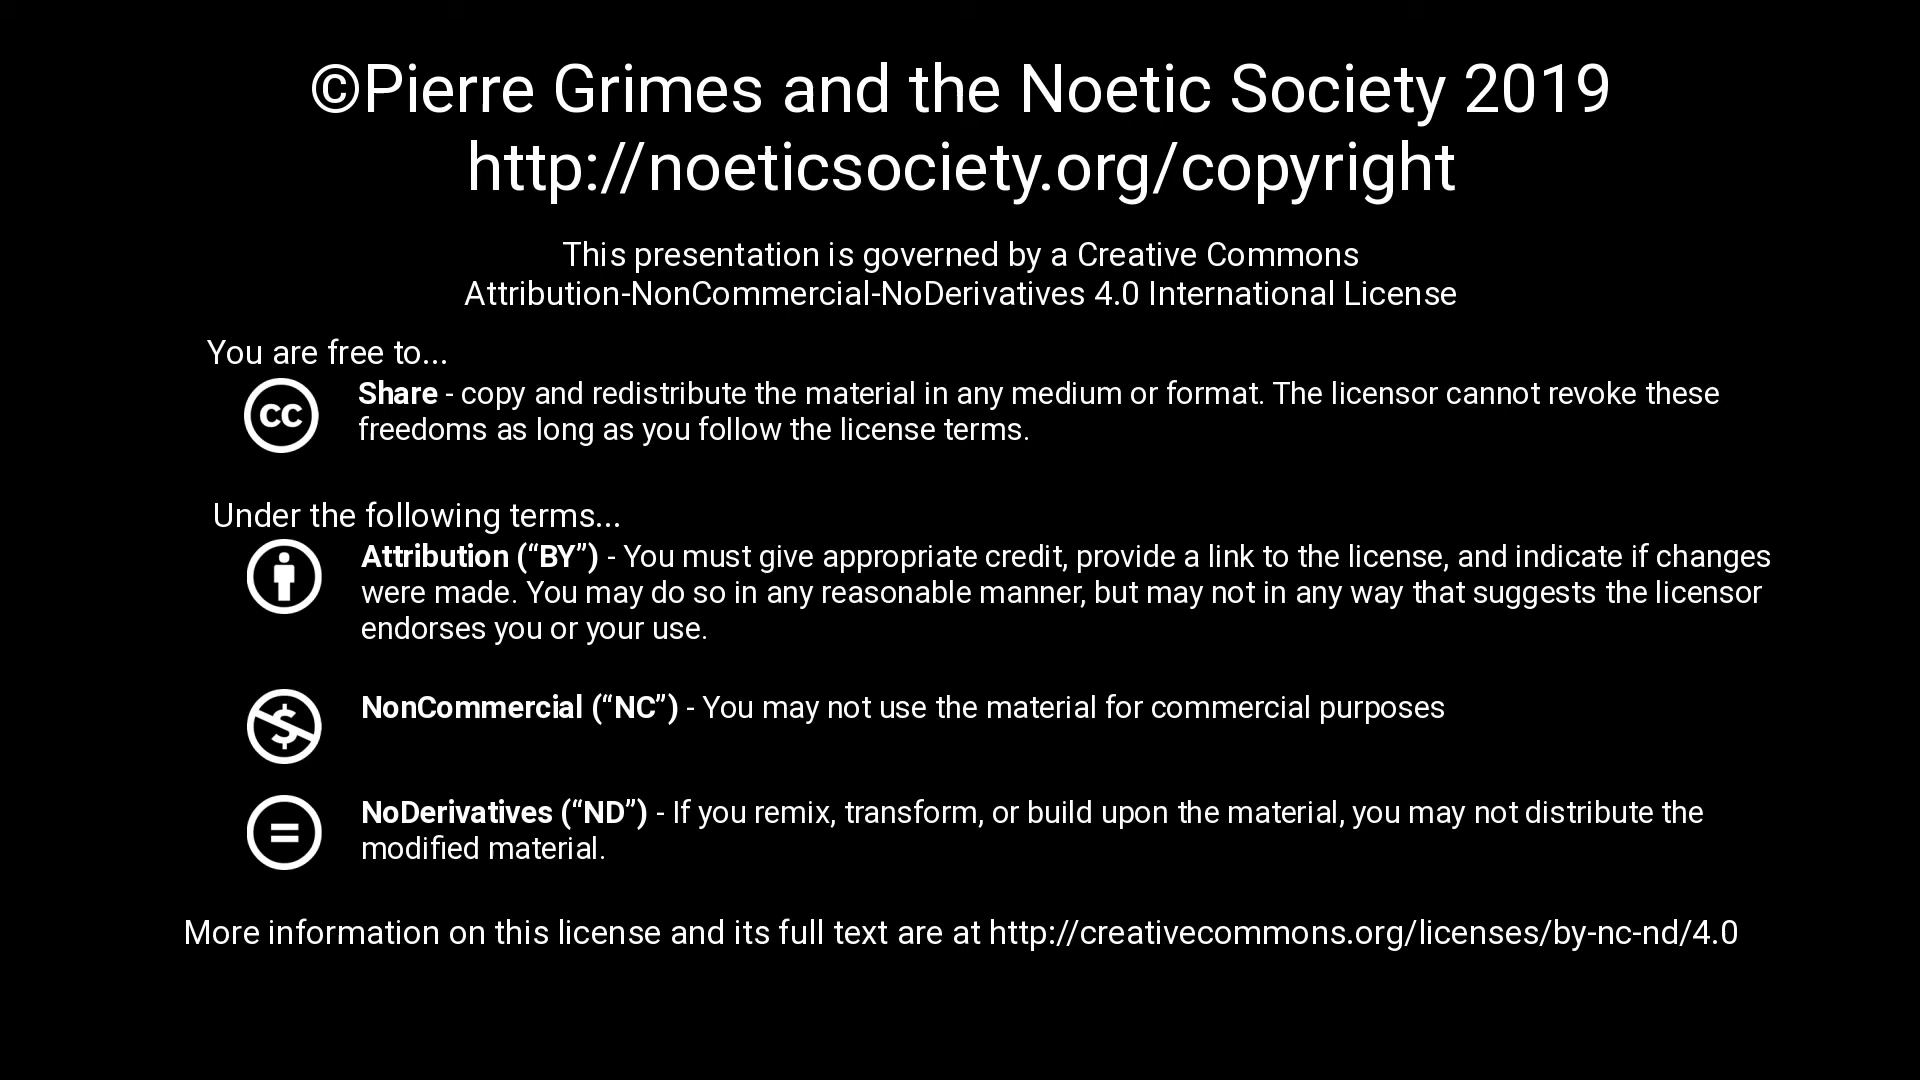 ©Pierre Grimes and the Noetic Society 2019
http://noeticsociety.org/copyright
This presentation is governed by a Creative Commons
Attribution-NonCommercial-NoDerivatives 4.0 International License
You are free to...
cc
Share - copy and redistribute the material in any medium or format. The licensor cannot revoke these
freedoms as long as you follow the license terms.
Under the following terms...
Attribution (“BY”) - You must give appropriate credit, provide a link to the license, and indicate if changes
were made. You may do so in any reasonable manner, but may not in any way that suggests the licensor
endorses you or your use.
$
NonCommercial (“NC”) - You may not use the material for commercial purposes
=
NoDerivatives (“ND”) - If you remix, transform, or build upon the material, you may not distribute the
modified material.
More information on this license and its full text are at http://creativecommons.org/licenses/by-nc-nd/4.0